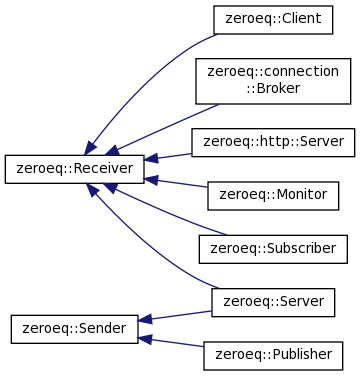 zeroeq::Client
zeroeq::connection
::Broker
zeroeq::http::Server
zeroeq::Receiver
zeroeq::Monitor
zeroeq::Subscriber
zeroeq::Server
zeroeq::Sender
zeroeq::Publisher